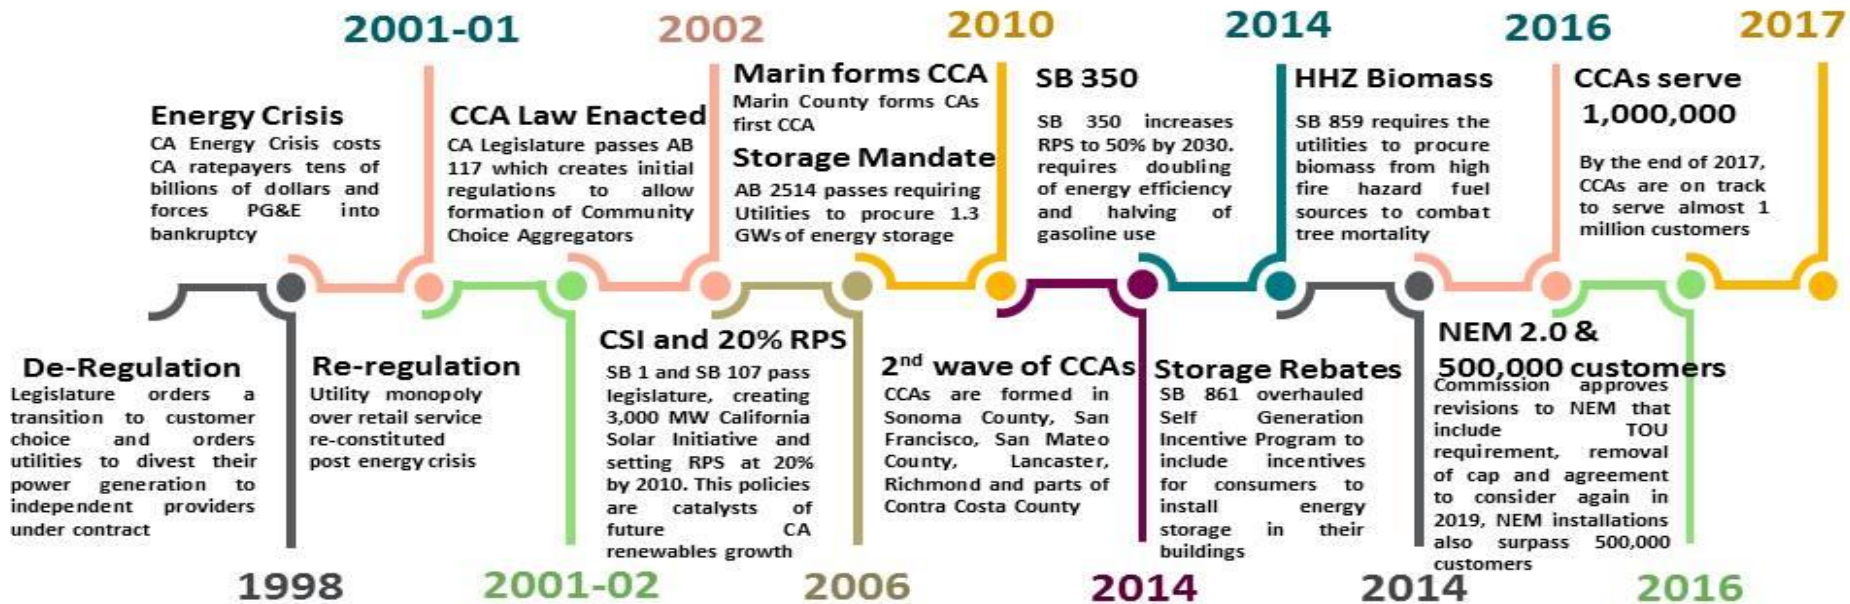 2001-01
2002
2010
2014
2016
2017
Energy Crisis
CA Energy Crisis costs
CA ratepayers tens of
billions of dollars and
forces PG&E into
bankruptcy
CCA Law Enacted
CA Legislature passes AB
117 which creates initial
regulations to allow
formation of Community
Choice Aggregators
Marin forms CCA
Marin County forms CAs
first CCA
Storage Mandate
AB 2514 passes requiring
Utilities to procure 1.3
GWs of energy storage
SB 350
SB 350 increases
RPS to 50% by 2030.
requires doubling
of energy efficiency
and halving of
gasoline use
HHZ Biomass
SB 859 requires the
utilities to procure
biomass from high
fire hazard fuel
sources to combat
tree mortality
CCAs serve
1,000,000
By the end of 2017,
CCAs are on track
to serve almost 1
million customers
De-Regulation
Legislature orders a
transition to customer
choice and orders
utilities to divest their
power generation to
independent providers
under contract
Re-regulation
Utility monopoly
over retail service
re-constituted
post energy crisis
CSI and 20% RPS
SB 1 and SB 107 pass
legislature, creating
3,000 MW California
Solar Initiative and
setting RPS at 20%
by 2010. This policies
are catalysts of
future CA
renewables growth
2nd wave of CCAs
CCAs are formed in
Sonoma County, San
Francisco, San Mateo
County, Lancaster,
Richmond and parts of
Contra Costa County
Storage Rebates
SB 861 overhauled
Self Generation
Incentive Program to
include incentives
for consumers to
install energy
storage in their
buildings
NEM 2.0 &
500,000 customers
Commission approves
revisions to NEM that
include TOU
requirement, removal
of cap and agreement
to consider again in
2019, NEM installations
also surpass 500,000
customers
1998
2001-02
2006
2014
2014
2016